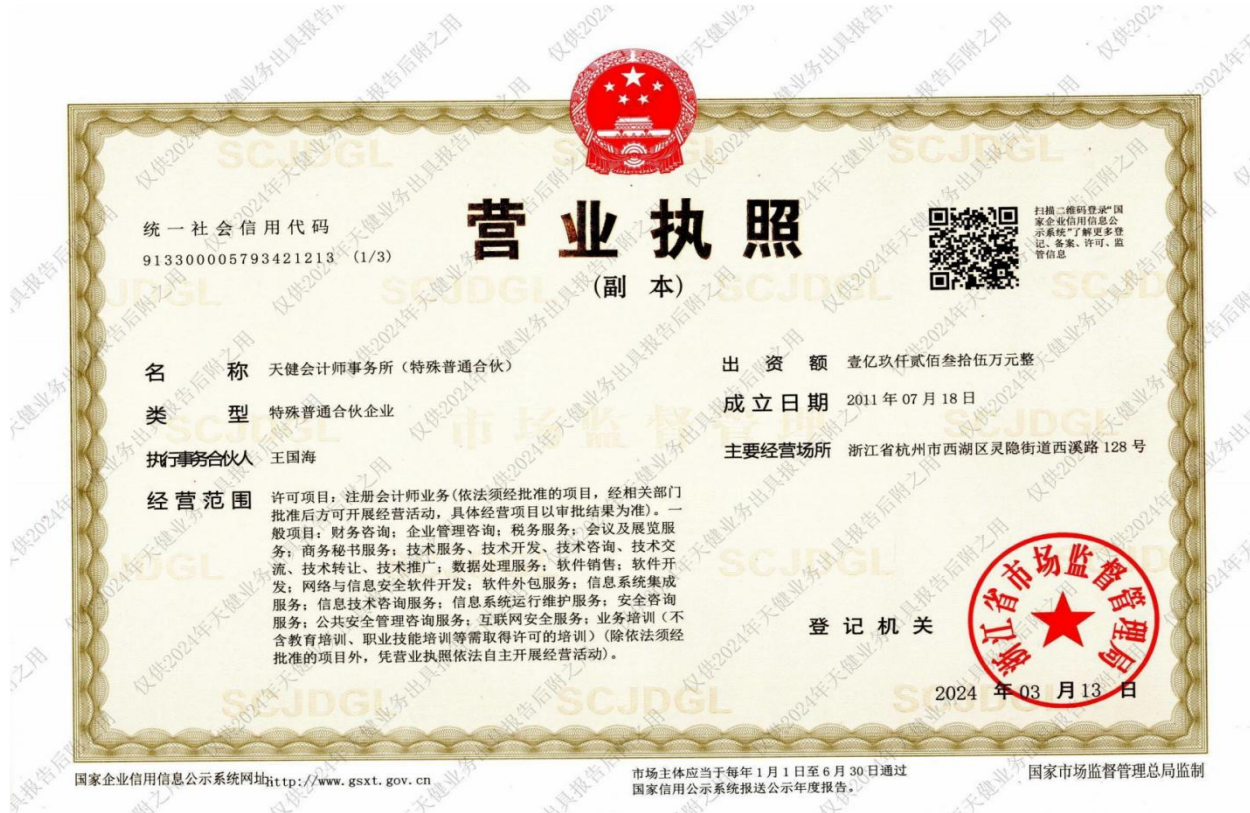 统一社会信用代码
913300005793421213 (1/3)
营业执照
(副 本)
扫描二维码登录“国
家企业信用信息公
示系统”了解更多登
记、备案、许可、监
管信息
名 称 天健会计师事务所（特殊普通合伙）
类 型 特殊普通合伙企业
执行事务合伙人 王国海
经营范围 许可项目：注册会计师业务(依法须经批准的项目，经相关部门
批准后方可开展经营活动，具体经营项目以审批结果为准)。一
般项目：财务咨询；企业管理咨询；税务服务；会议及展览服
务；商务秘书服务；技术服务、技术开发、技术咨询、技术交
流、技术转让、技术推广；数据处理服务；软件销售；软件开
发；网络与信息安全软件开发；软件外包服务；信息系统集成
服务；信息技术咨询服务；信息系统运行维护服务；安全咨询
服务；公共安全管理咨询服务；互联网安全服务；业务培训（不
含教育培训、职业技能培训等需取得许可的培训）(除依法须经
批准的项目外，凭营业执照依法自主开展经营活动)。
出 资 额 壹亿玖仟贰佰叁拾伍万元整
成立日期 2011 年 07 月 18 日
主要经营场所 浙江省杭州市西湖区灵隐街道西溪路 128 号
登记机关
浙江省市场监督管理局
2024 年 03 月 13 日
国家企业信用信息公示系统网址:http://www.gsxt.gov.cn
市场主体应当于每年 1 月 1 日至 6 月 30 日通过
国家信用公示系统报送公示年度报告。
国家市场监督管理总局监制
SCJDGL
市场监督管理
仅供2024年天健业务出具报告后附之用